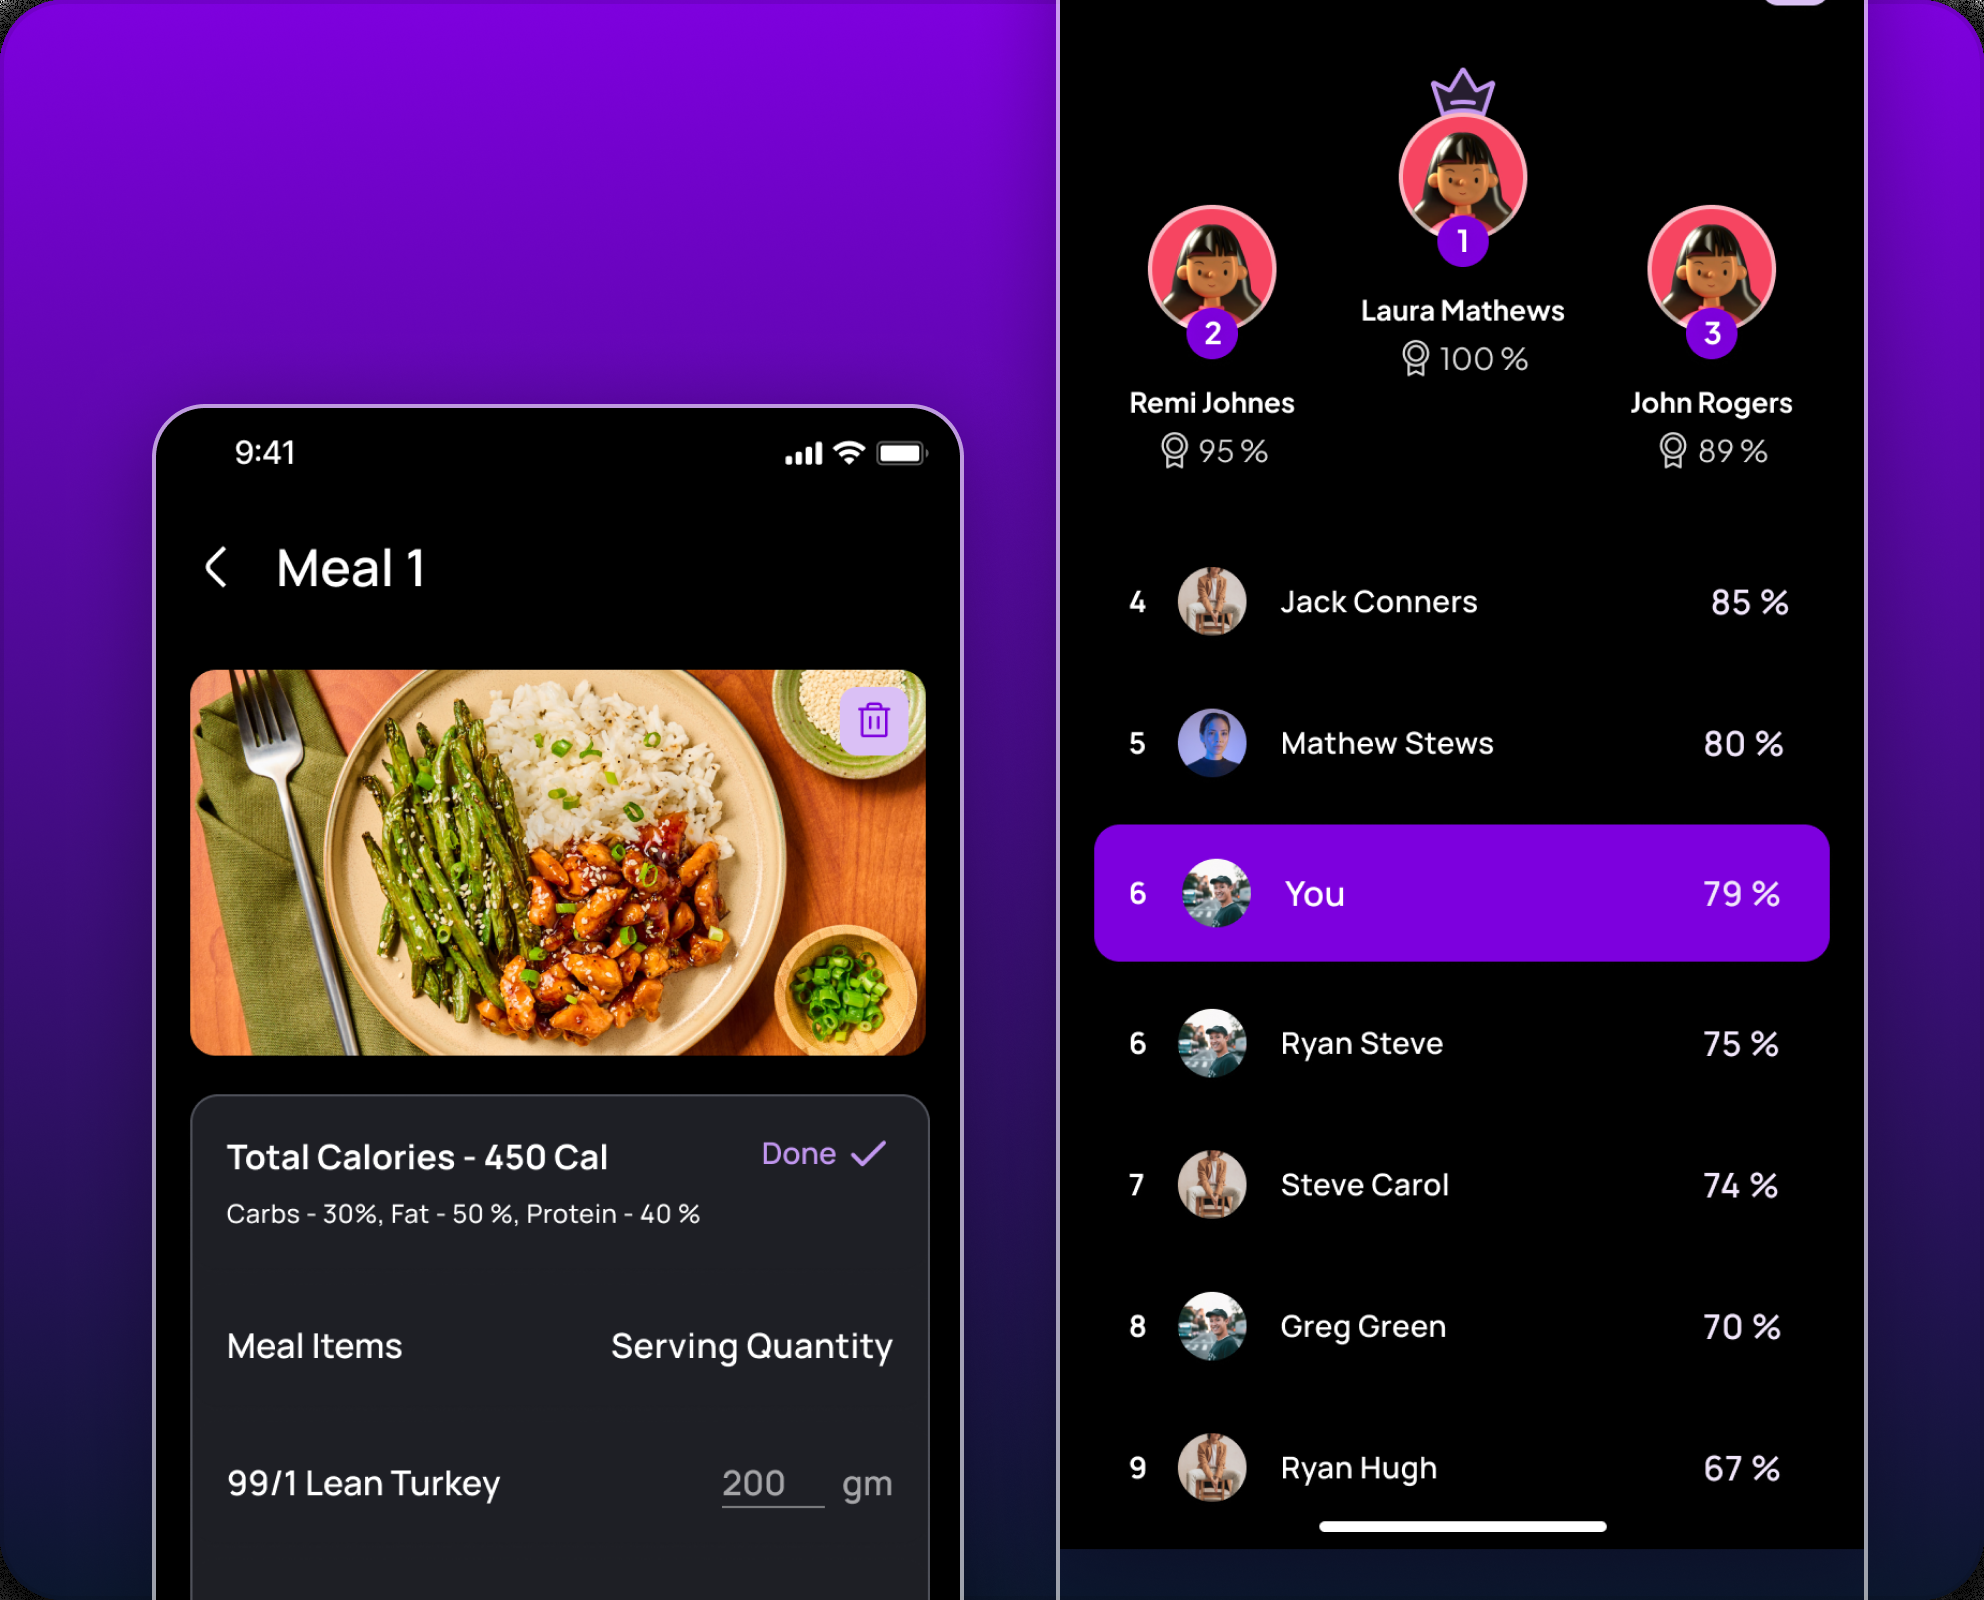 9:41
Meal 1
Total Calories - 450 Cal
Done
Carbs - 30%, Fat - 50 %, Protein - 40 %
Meal Items
Serving Quantity
99/1 Lean Turkey
200 gm
1
Laura Mathews
100 %
2
Remi Johnes
95 %
3
John Rogers
89 %
4 Jack Conners 85 %
5 Mathew Stews 80 %
6 You 79 %
6 Ryan Steve 75 %
7 Steve Carol 74 %
8 Greg Green 70 %
9 Ryan Hugh 67 %